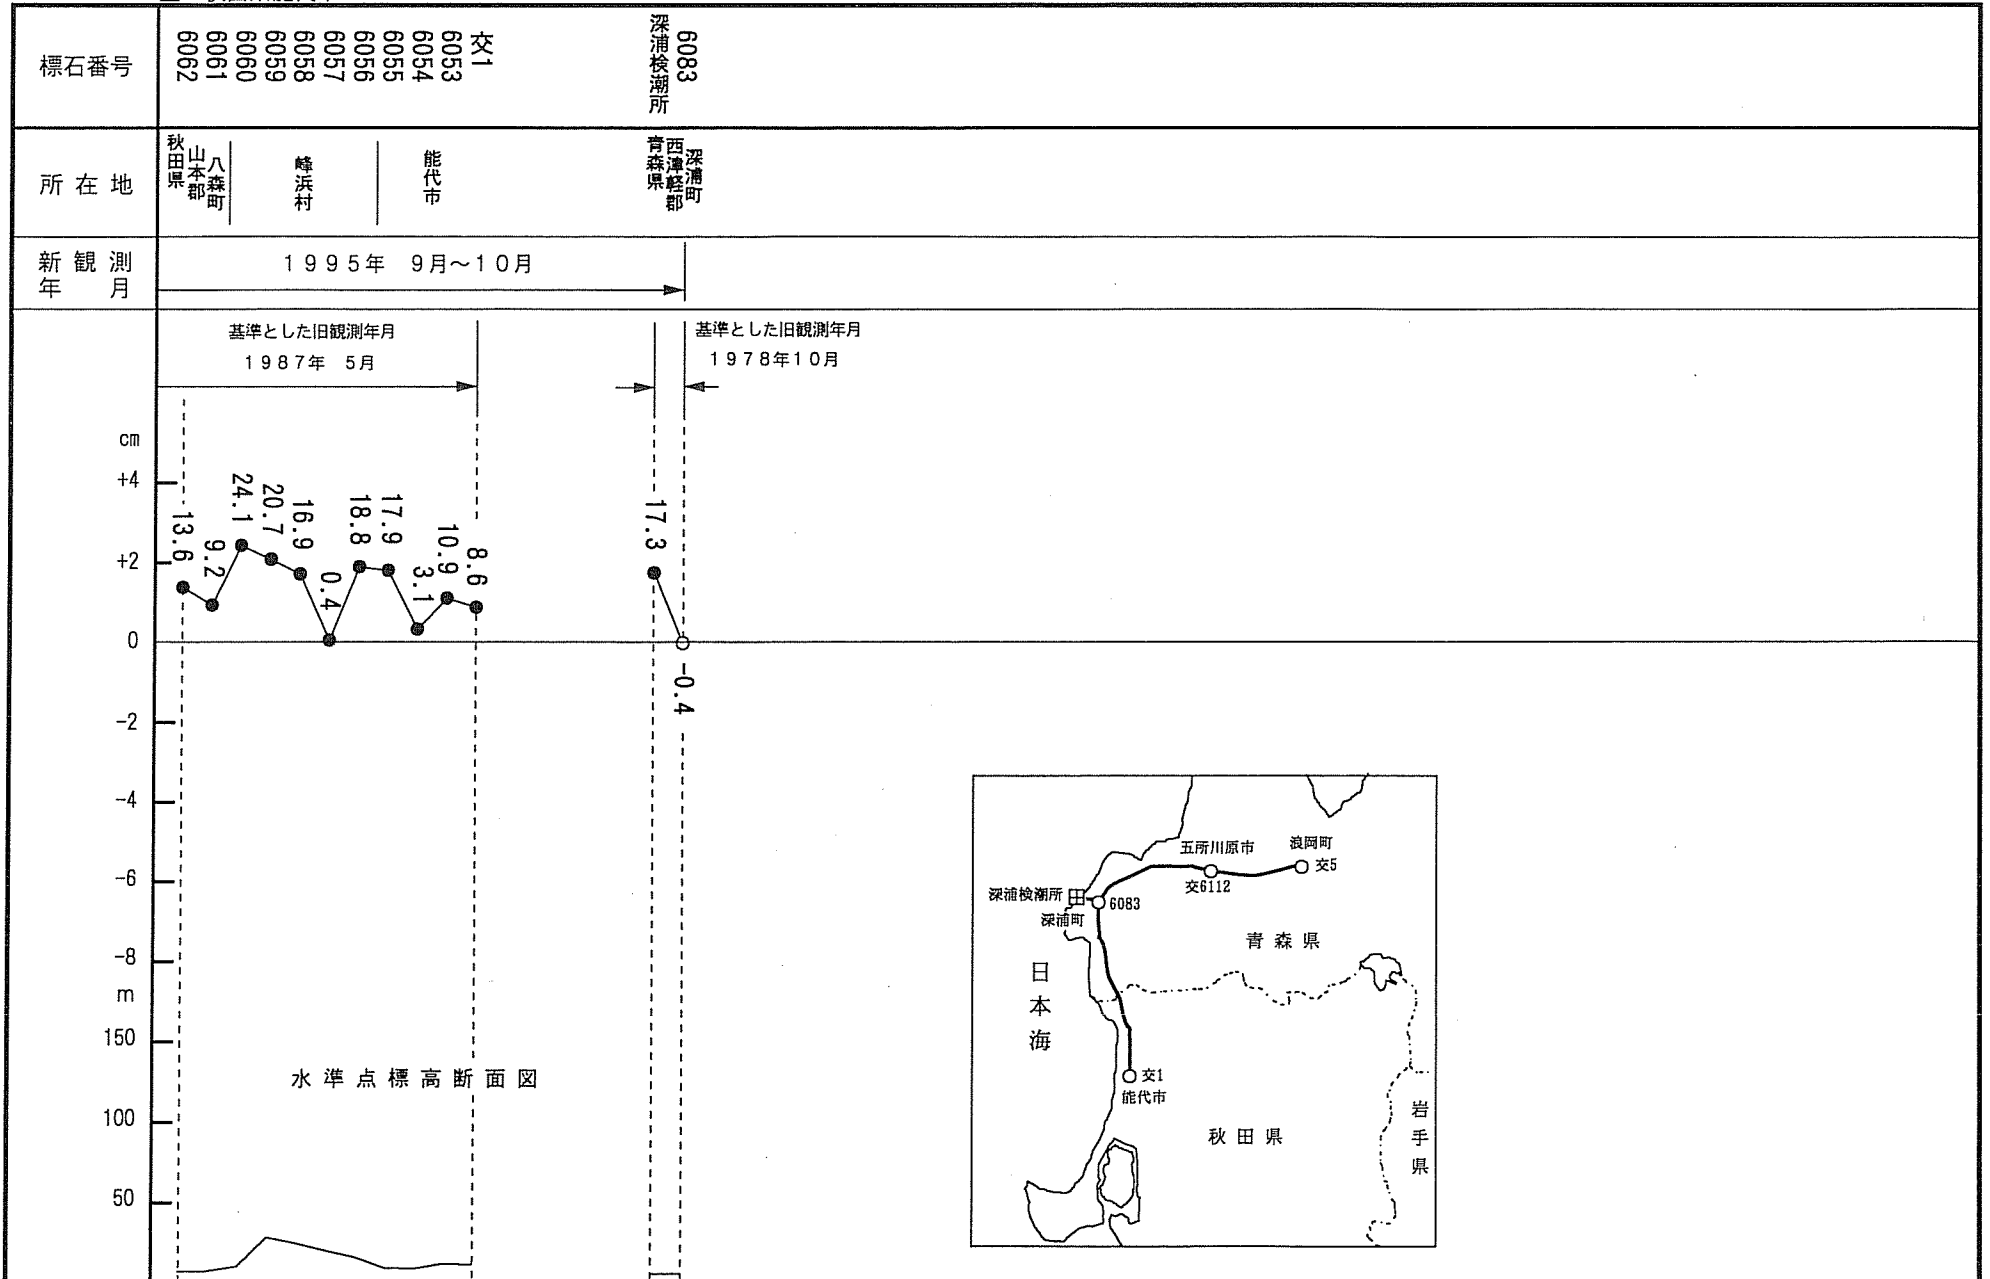 標石番号
6062
6061
6060
6059
6058
6057
6056
6055
6054
6053
交1
深浦検潮所
6083
所在地
秋田県
山本郡
八森町
峰浜村
能代市
青森県
西津軽郡
深浦町
新観測
年月
1995年 9月～10月
基準とした旧観測年月
1987年 5月
基準とした旧観測年月
1978年10月
cm
+4
+2
0
-2
-4
-6
-8
m
150
100
50
13.6
9.2
24.1
20.7
16.9
0.4
18.8
17.9
3.1
10.9
8.6
17.3
-0.4
水準点標高断面図
五所川原市
浪岡町
交5
交6112
深浦検潮所
6083
深浦町
青森県
日本海
交1
能代市
秋田県
岩手県